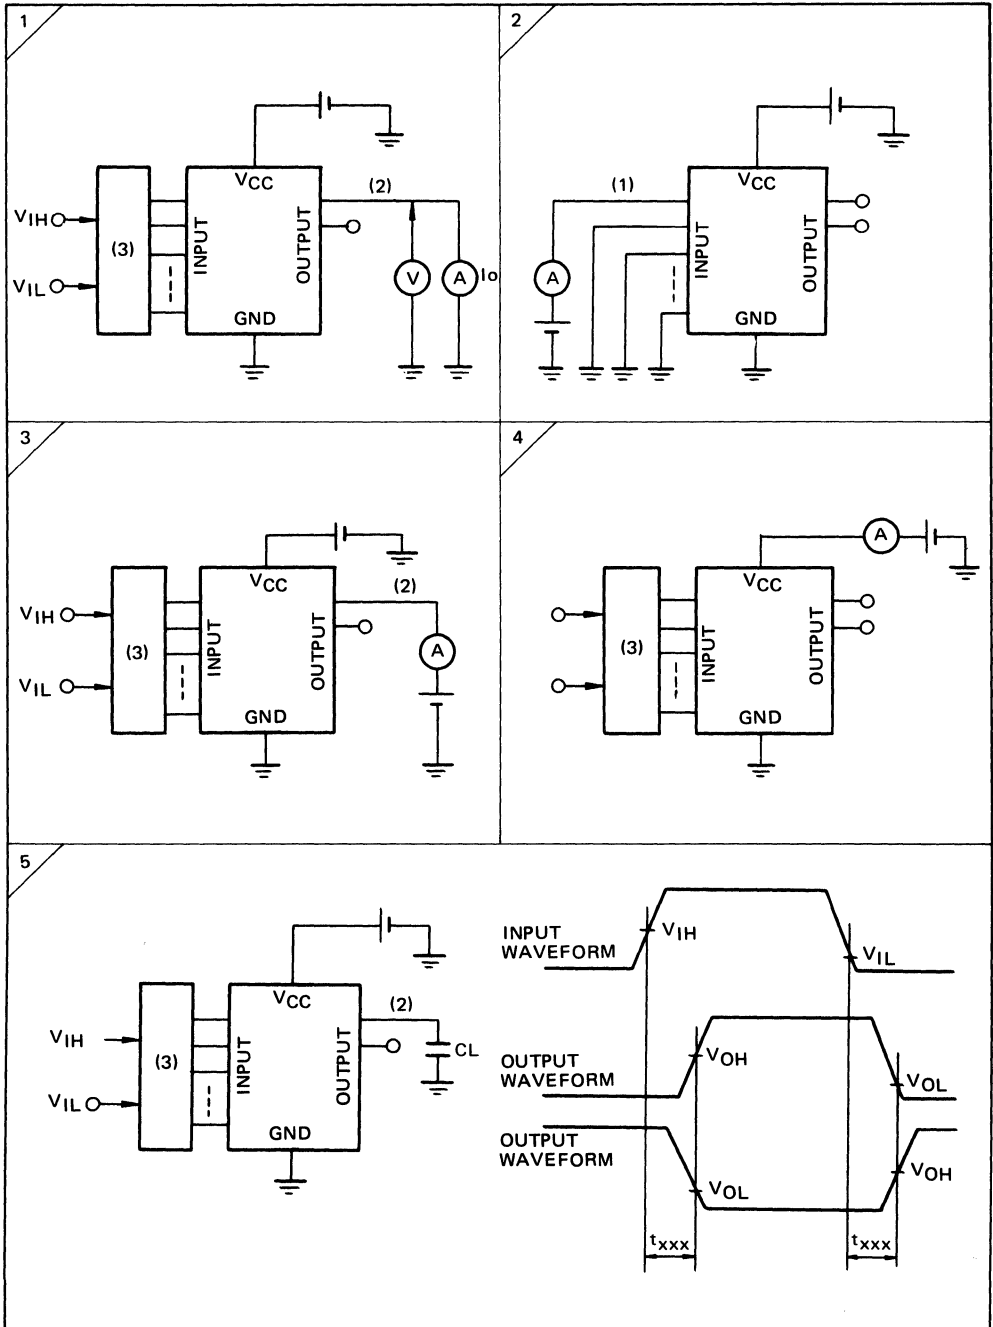 1
VCC
(2)
VIH
(3)
INPUT
OUTPUT
V
A
Io
VIL
GND
2
VCC
(1)
INPUT
OUTPUT
A
GND
3
VCC
(2)
VIH
(3)
INPUT
OUTPUT
A
VIL
GND
4
A
VCC
(3)
INPUT
OUTPUT
GND
5
VCC
(2)
VIH
(3)
INPUT
OUTPUT
CL
VIL
GND
INPUT
WAVEFORM
VIH
VIL
OUTPUT
WAVEFORM
VOH
VOL
OUTPUT
WAVEFORM
VOL
VOH
txxx
txxx